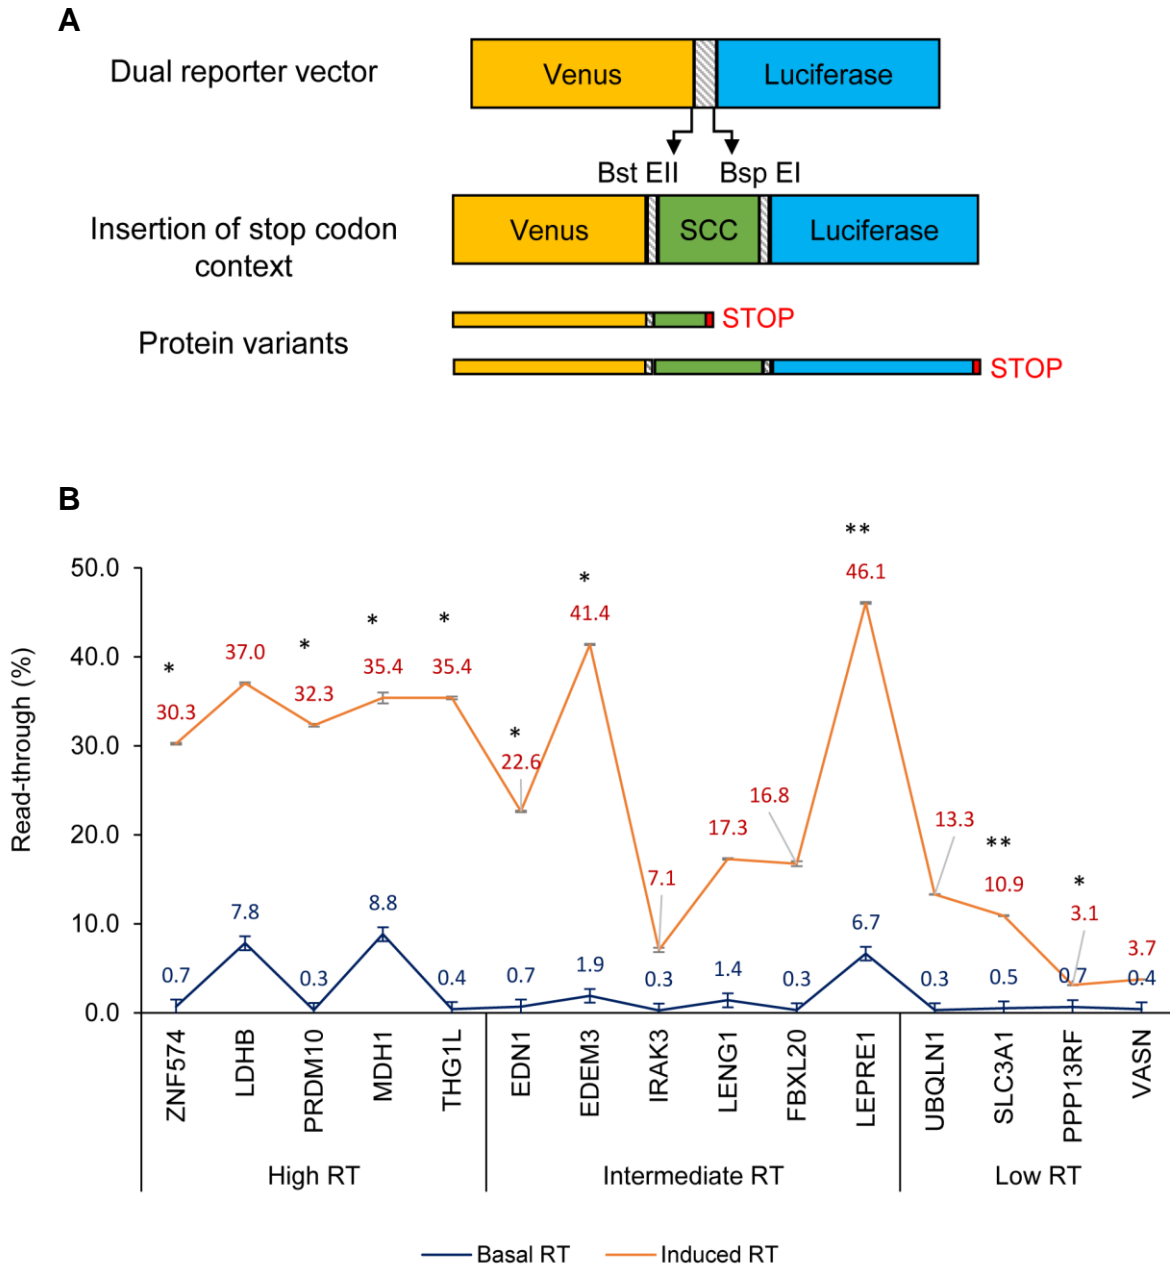 A
Dual reporter vector
Venus
Luciferase
Bst EII
Bsp EI
Insertion of stop codon
context
Venus
SCC
Luciferase
Protein variants
STOP
STOP
B
Read-through (%)
50.0
40.0
30.0
20.0
10.0
0.0
*
*
*
*
*
*
**
**
*
30.3
37.0
32.3
35.4
35.4
22.6
41.4
7.1
17.3
16.8
46.1
13.3
10.9
3.1
3.7
0.7
7.8
0.3
8.8
0.4
0.7
1.9
0.3
1.4
0.3
6.7
0.3
0.5
0.7
0.4
ZNF574
LDHB
PRDM10
MDH1
THG1L
EDN1
EDEM3
IRAK3
LENG1
FBXL20
LEPRE1
UBQLN1
SLC3A1
PPP13RF
VASN
High RT
Intermediate RT
Low RT
Basal RT
Induced RT